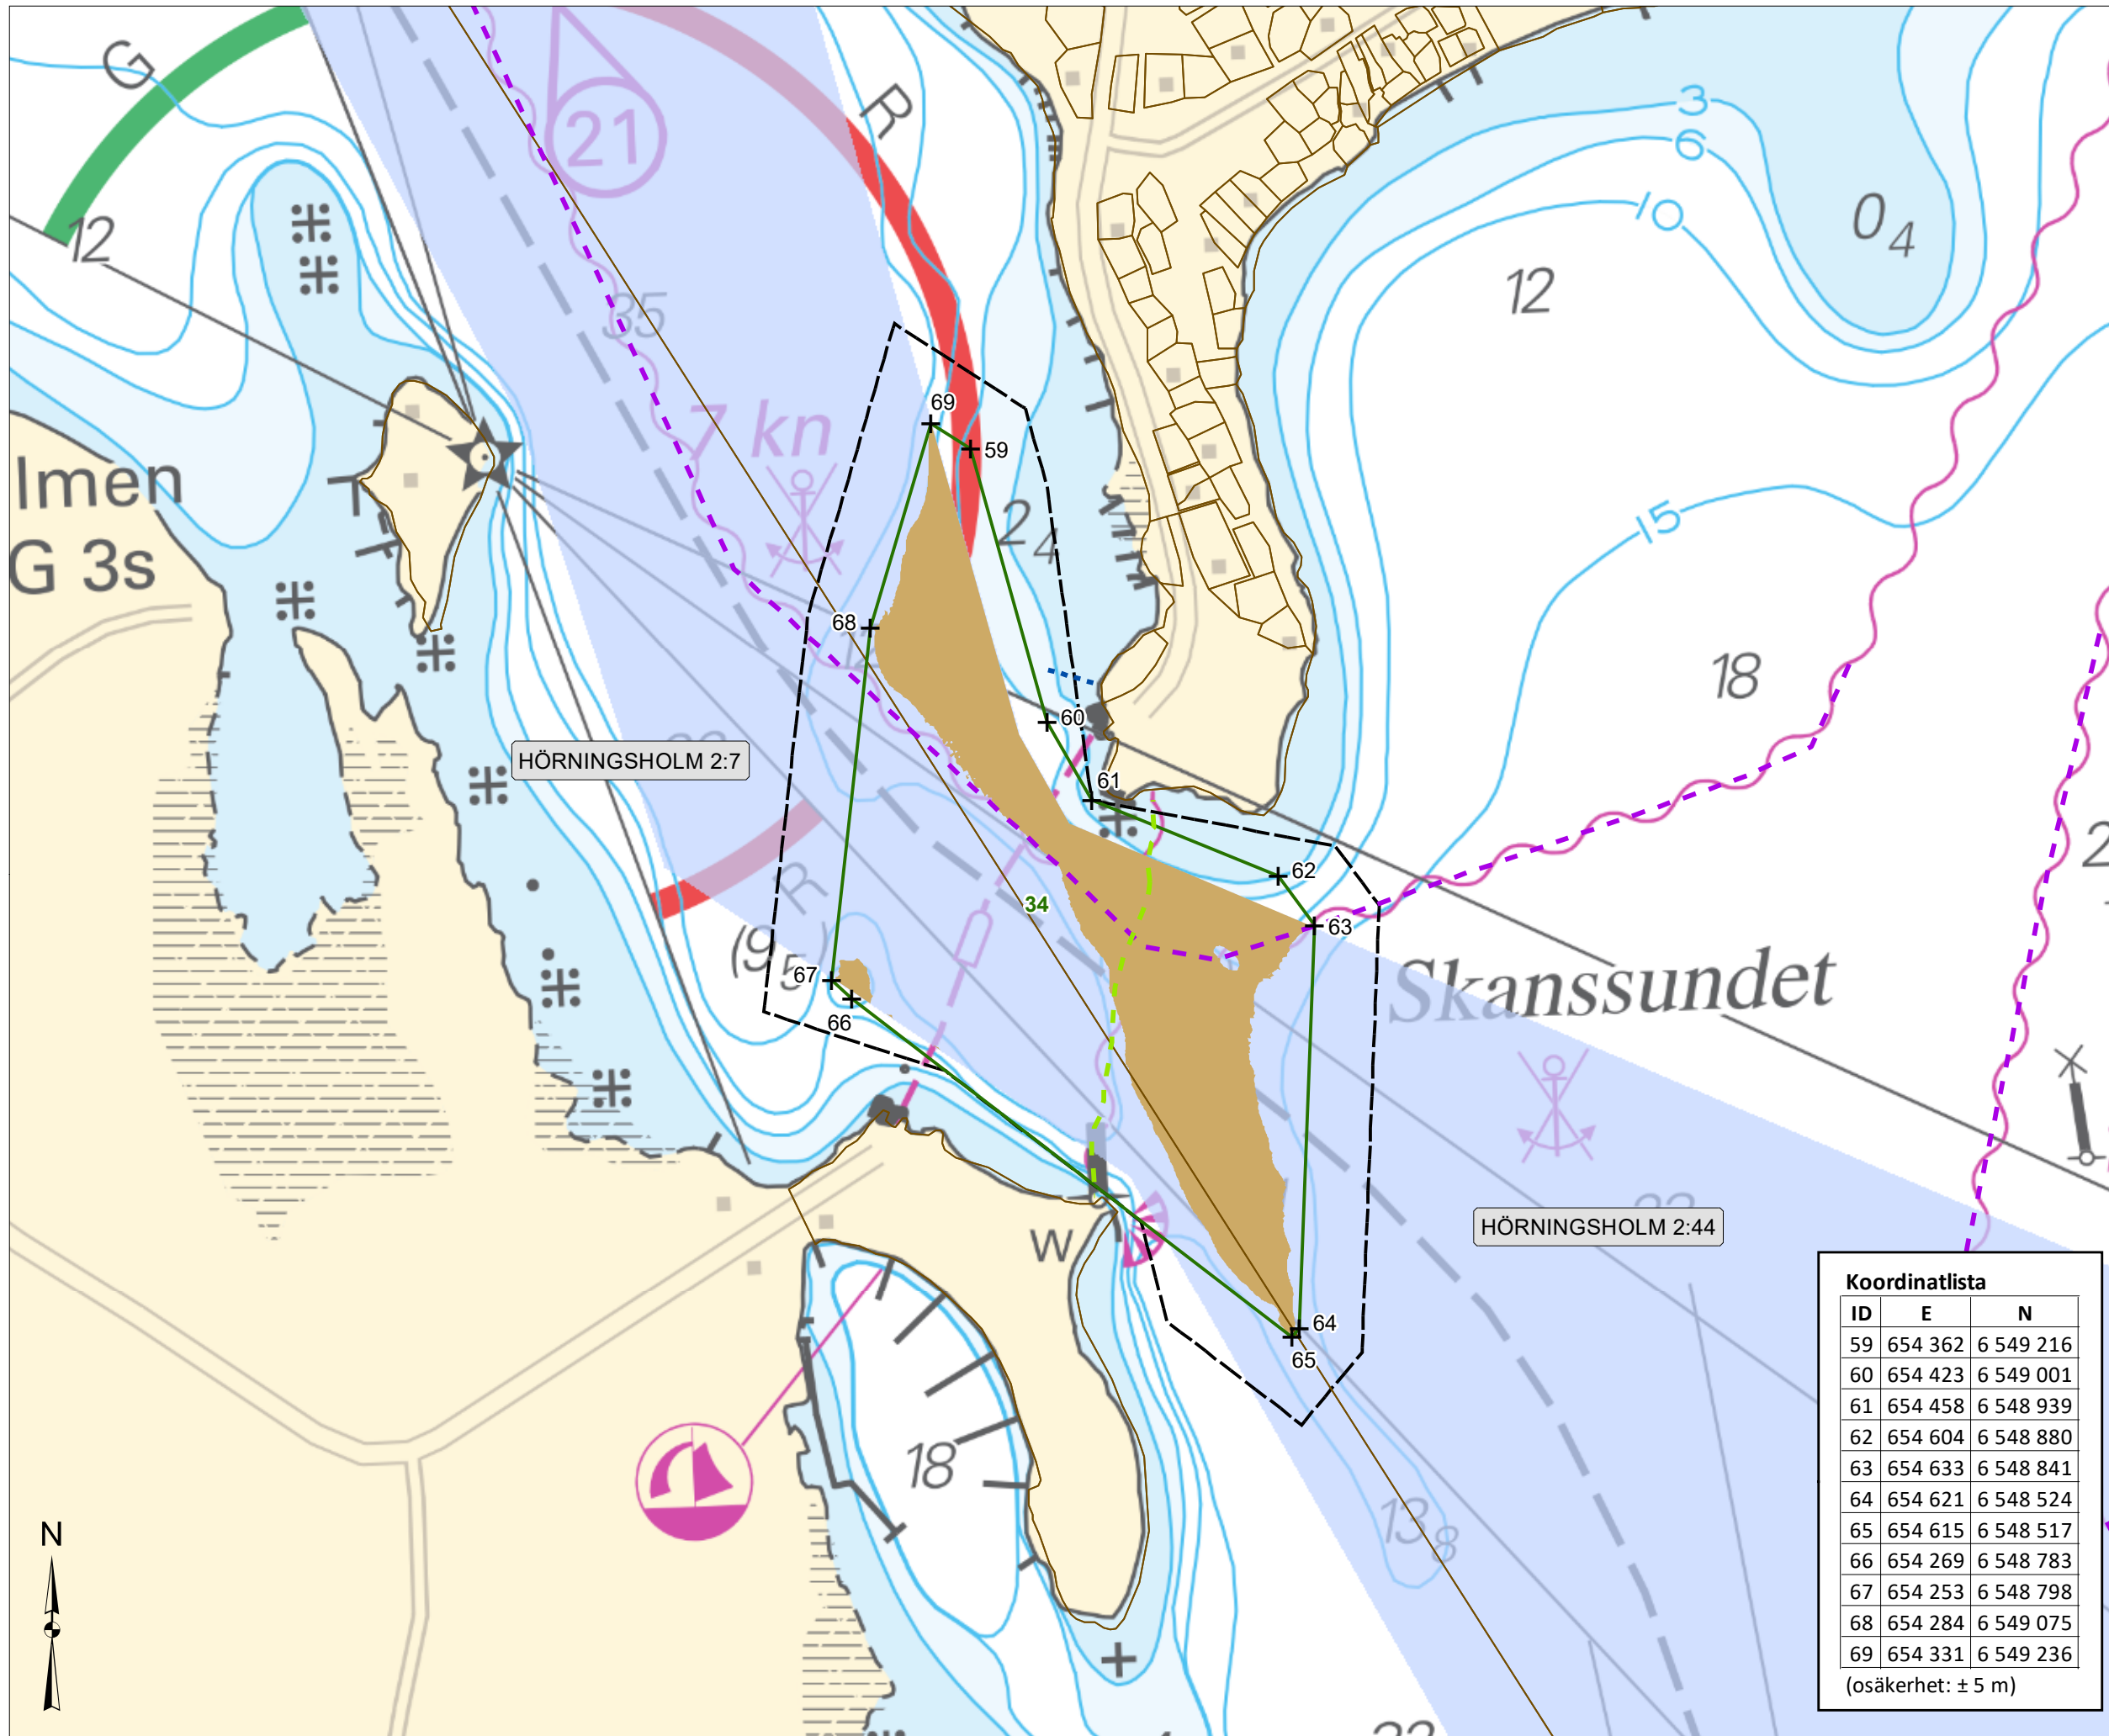 G
R
21
12
35
3
6
10
0₄
12
7 kn
69
59
lmen
G 3s
2₄
15
68
18
60
HÖRNINGSHOLM 2:7
61
62
R
34
63
(9₅)
67
66
Skanssundet
W
HÖRNINGSHOLM 2:44
64
65
18
13₈
N
Koordinatlista
ID E N
59 654 362 6 549 216
60 654 423 6 549 001
61 654 458 6 548 939
62 654 604 6 548 880
63 654 633 6 548 841
64 654 621 6 548 524
65 654 615 6 548 517
66 654 269 6 548 783
67 654 253 6 548 798
68 654 284 6 549 075
69 654 331 6 549 236
(osäkerhet: ± 5 m)